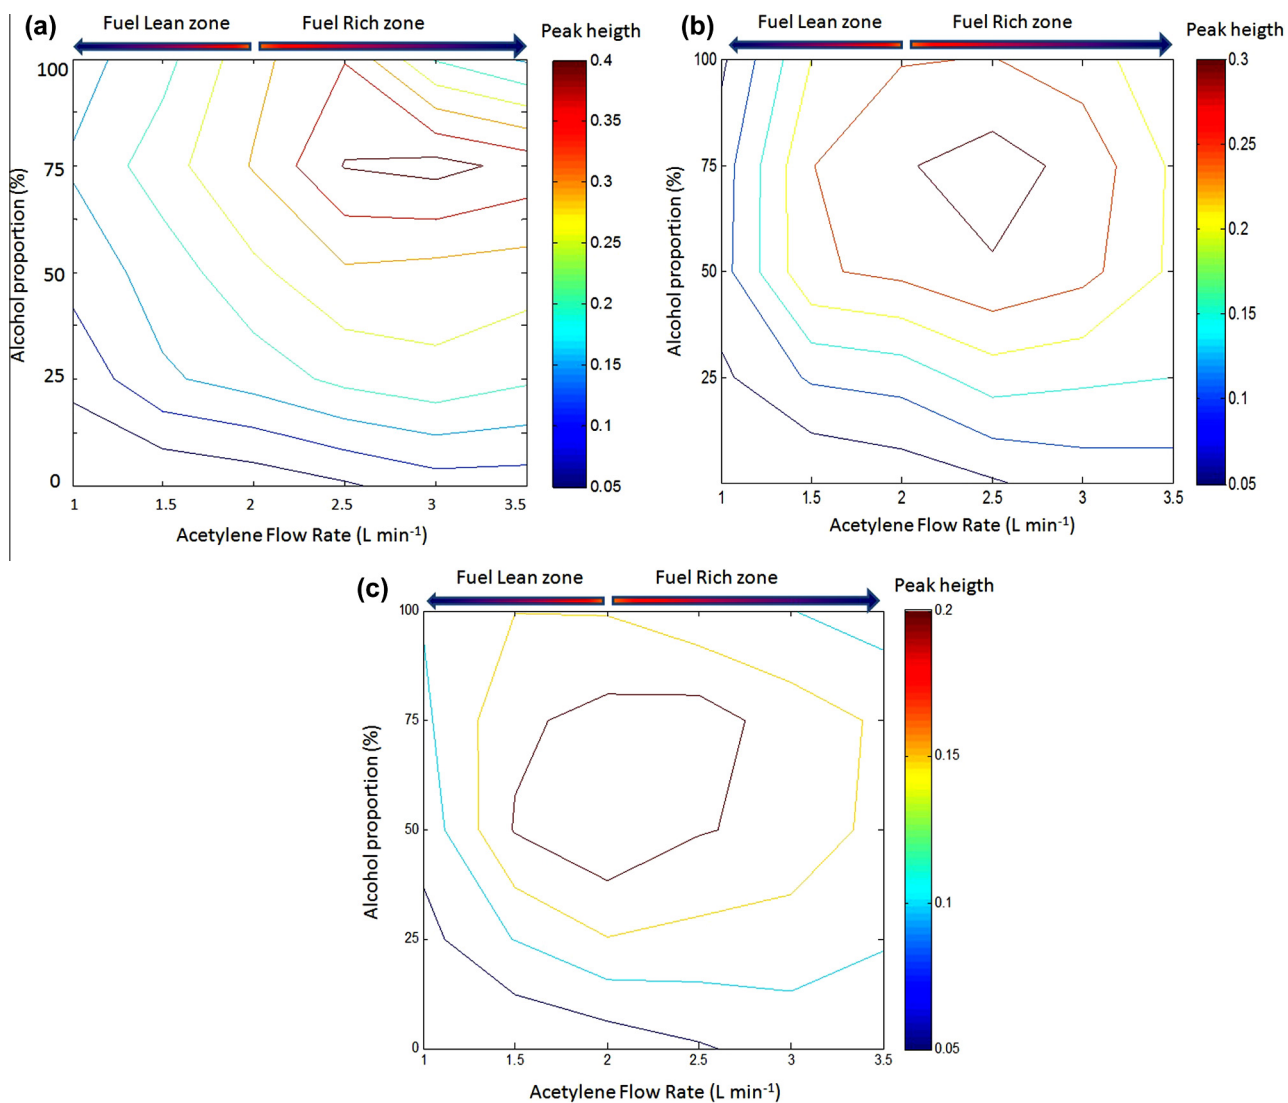 (a)
Fuel Lean zone
Fuel Rich zone
Peak heigth
100
75
50
25
0
Alcohol proportion (%)
1 1.5 2 2.5 3 3.5
Acetylene Flow Rate (L min-1)
0.4
0.35
0.3
0.25
0.2
0.15
0.1
0.05
(b)
Fuel Lean zone
Fuel Rich zone
Peak heigth
100
75
50
25
Alcohol proportion (%)
1 1.5 2 2.5 3 3.5
Acetylene Flow Rate (L min-1)
0.3
0.25
0.2
0.15
0.1
0.05
(c)
Fuel Lean zone
Fuel Rich zone
Peak heigth
100
75
50
25
0
Alcohol proportion (%)
1 1.5 2 2.5 3 3.5
Acetylene Flow Rate (L min-1)
0.2
0.15
0.1
0.05